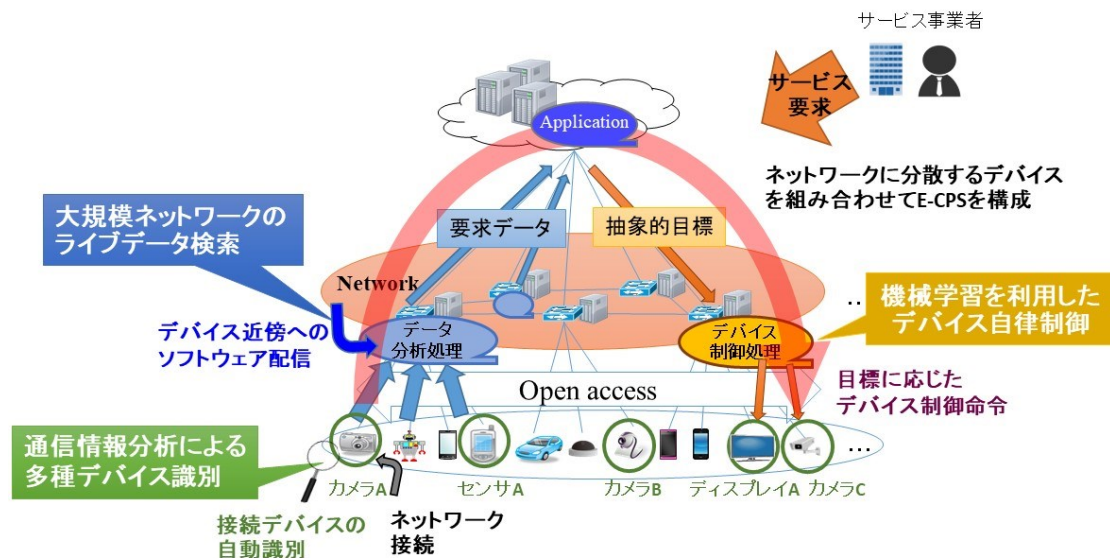 サービス事業者
サービス
要求
Application
ネットワークに分散するデバイス
を組み合わせてE-CPSを構成
大規模ネットワークの
ライブデータ検索
要求データ
抽象的目標
Network
‥
機械学習を利用した
デバイス自律制御
デバイス近傍への
ソフトウェア配信
データ
分析処理
デバイス
制御処理
Open access
目標に応じた
デバイス制御命令
通信情報分析による
多種デバイス識別
…
カメラA
センサA
カメラB
ディスプレイA
カメラC
接続デバイスの
自動識別
ネットワーク
接続